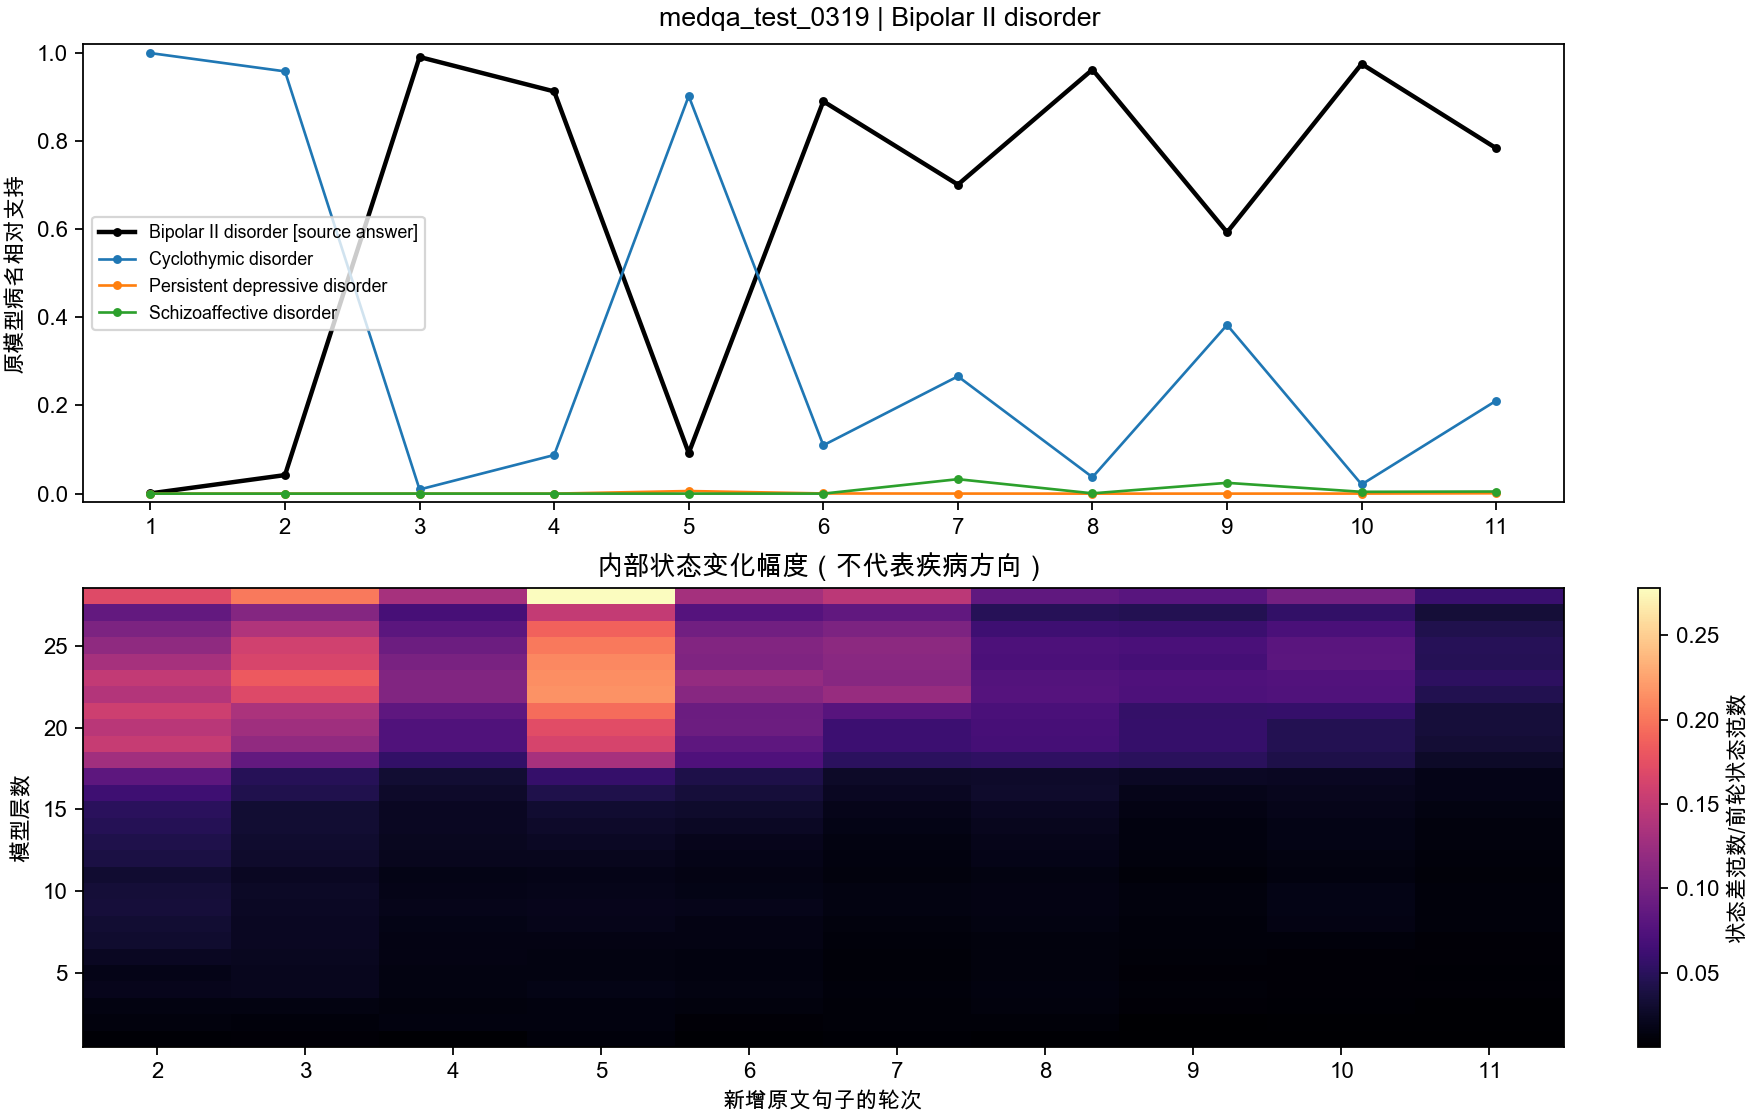 medqa_test_0319 | Bipolar II disorder
原模型病名相对支持
1.0
0.8
0.6
0.4
0.2
0.0
Bipolar II disorder [source answer]
Cyclothymic disorder
Persistent depressive disorder
Schizoaffective disorder
1 2 3 4 5 6 7 8 9 10 11
内部状态变化幅度（不代表疾病方向）
模型层数
25
20
15
10
5
2 3 4 5 6 7 8 9 10 11
新增原文句子的轮次
0.25
0.20
0.15
0.10
0.05
状态差范数/前轮状态范数